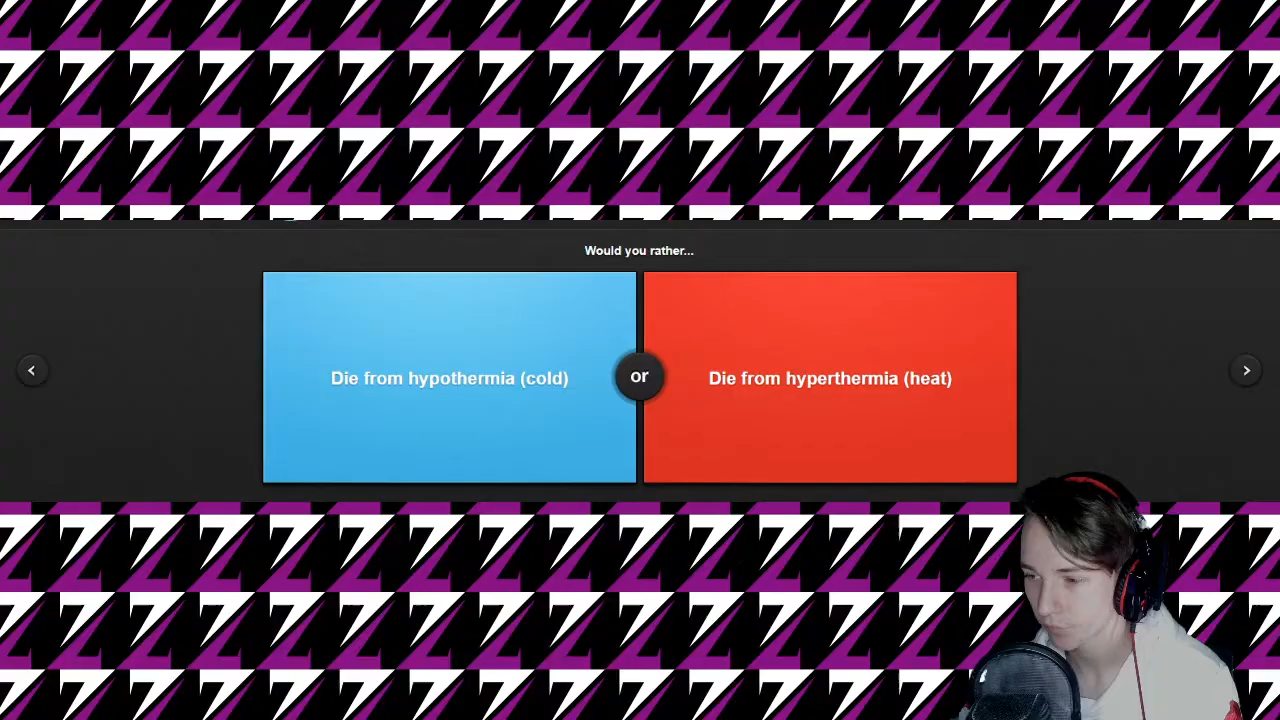 Would you rather...
Die from hypothermia (cold)
or
Die from hyperthermia (heat)